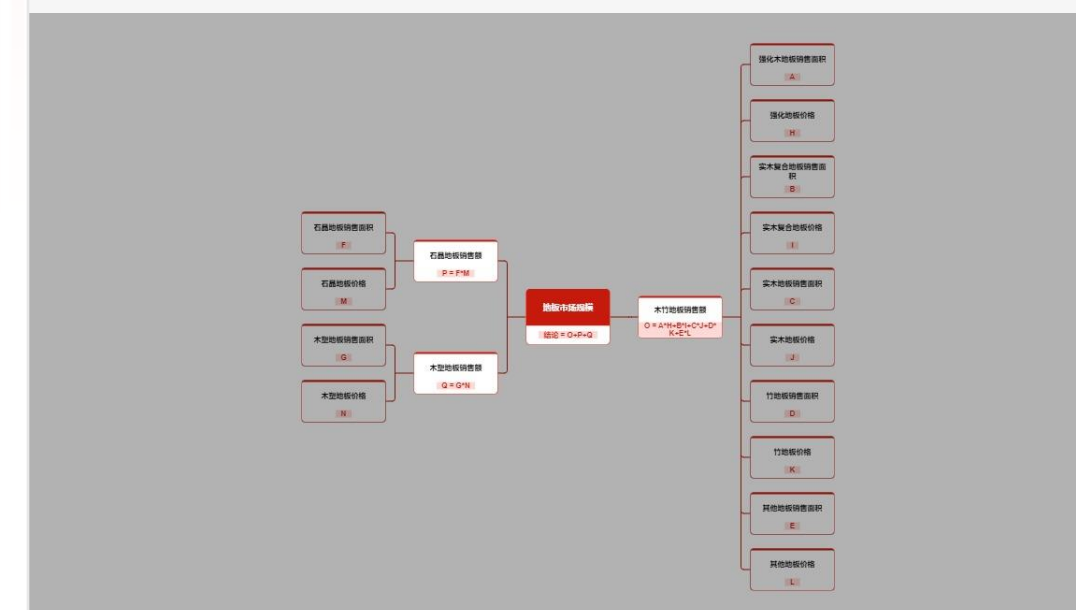 石晶地板销售面积
F
石晶地板价格
M
木塑地板销售面积
G
木塑地板价格
N
石晶地板销售额
P = F*M
木塑地板销售额
Q = G*N
地板市场规模
结论 = O+P+Q
木竹地板销售额
O = A*H+B*I+C*J+D*
K+E*L
强化木地板销售面积
A
强化地板价格
H
实木复合地板销售面
积
B
实木复合地板价格
I
实木地板销售面积
C
实木地板价格
J
竹地板销售面积
D
竹地板价格
K
其他地板销售面积
E
其他地板价格
L